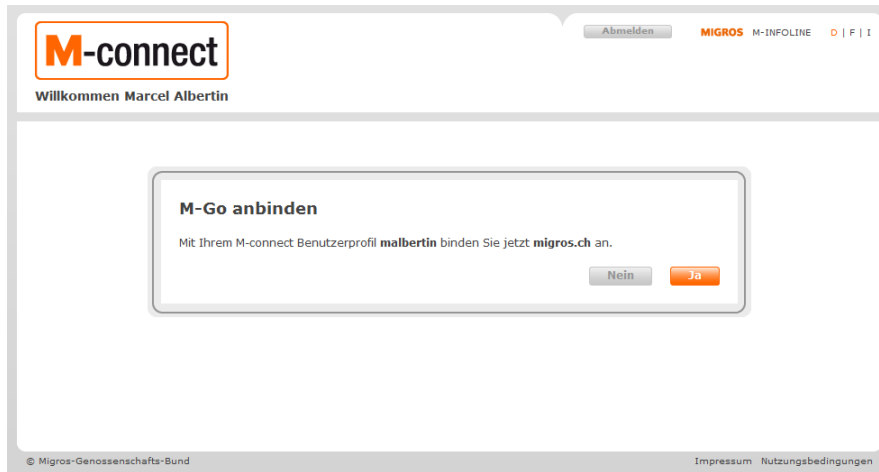 M-connect
Abmelden MIGROS M-INFOLINE D | F | I
Willkommen Marcel Albertin
M-Go anbinden
Mit Ihrem M-connect Benutzerprofil malbertin binden Sie jetzt migros.ch an.
Nein Ja
© Migros-Genossenschafts-Bund Impressum Nutzungsbedingungen